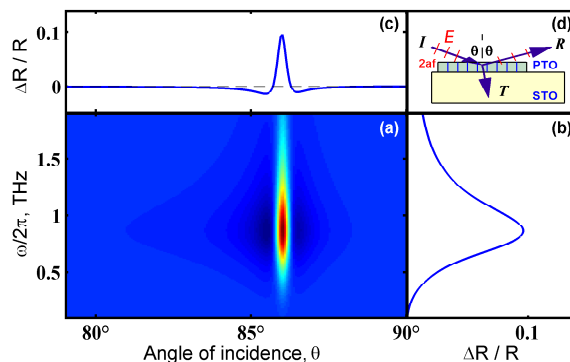 (c)
ΔR / R
0.1
0
(d)
I
E
θ
θ
R
2af
PTO
T
STO
(a)
ω/2π, THz
1.5
1
0.5
80°
85°
90°
Angle of incidence, θ
(b)
0.1
ΔR / R